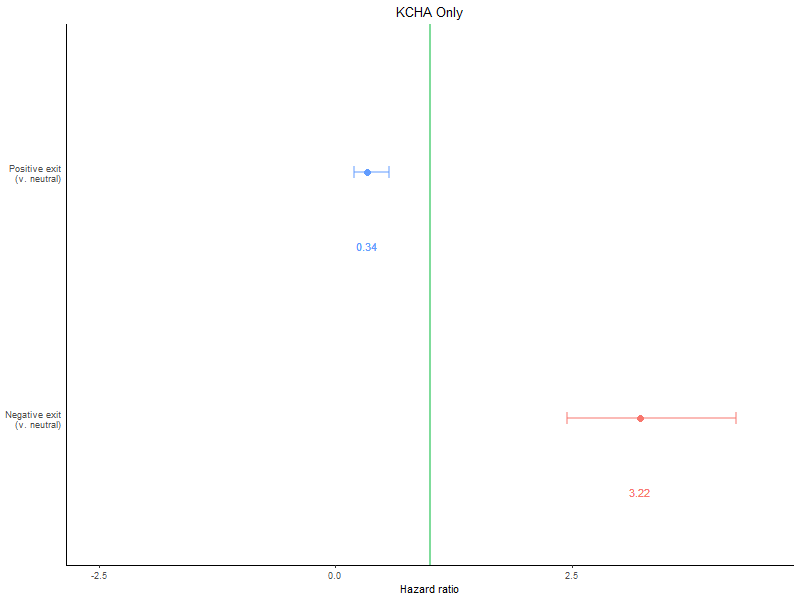 KCHA Only
Positive exit
(v. neutral)
0.34
Negative exit
(v. neutral)
3.22
-2.5
0.0
2.5
Hazard ratio